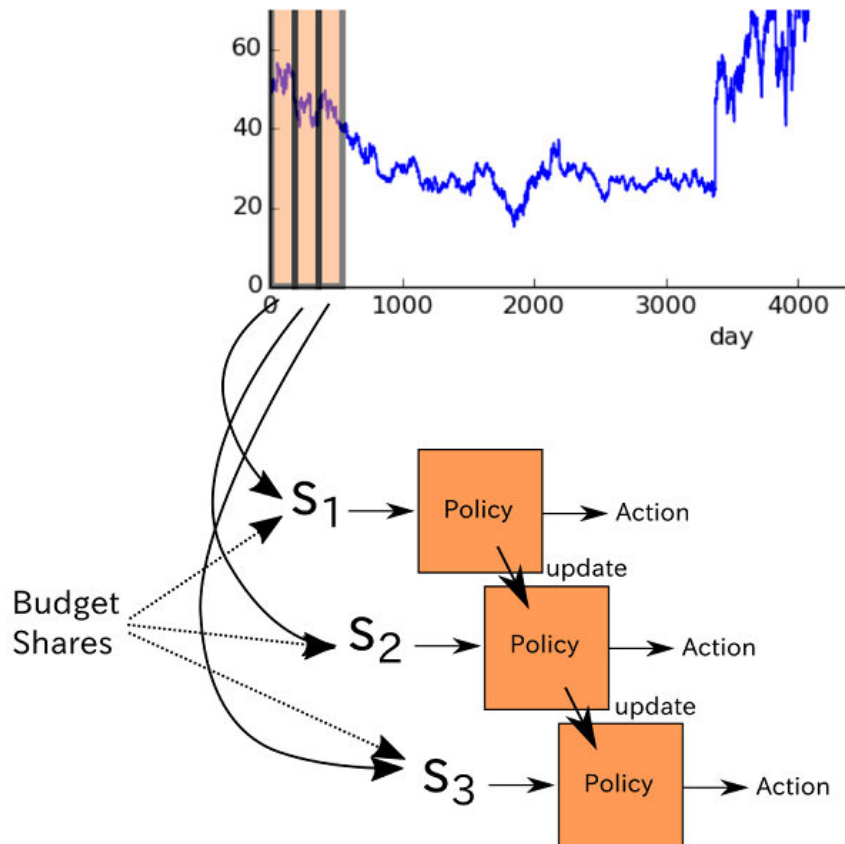 60
40
20
0
0 1000 2000 3000 4000
day
S1 Policy Action
update
Budget
Shares
S2 Policy Action
update
S3 Policy Action